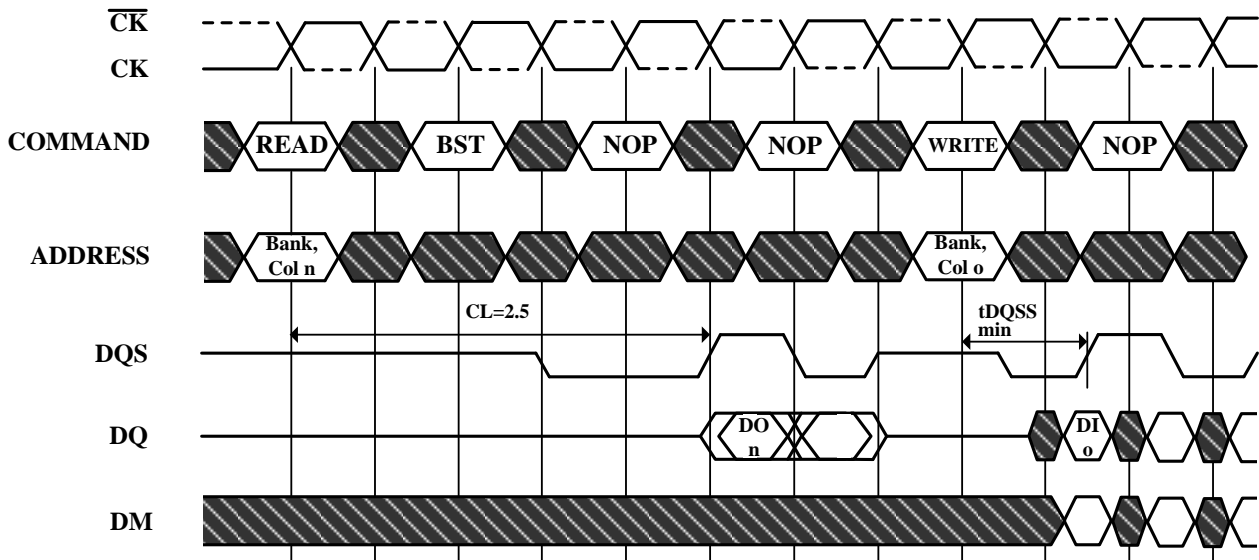 CK
CK
COMMAND
READ
BST
NOP
NOP
WRITE
NOP
ADDRESS
Bank,
Col n
Bank,
Col o
CL=2.5
tDQSS
min
DQS
DQ
DO
n
DI
o
DM